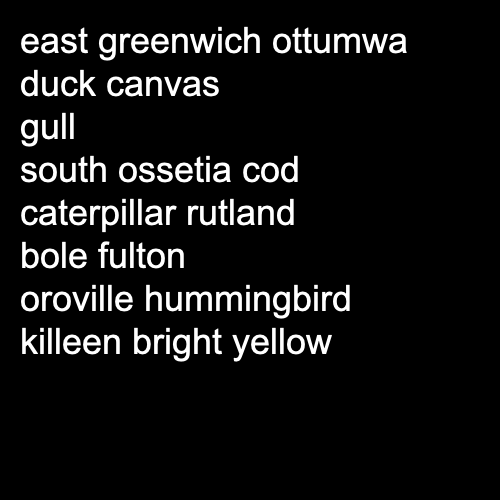 east greenwich ottumwa
duck canvas
gull
south ossetia cod
caterpillar rutland
bole fulton
oroville hummingbird
killeen bright yellow